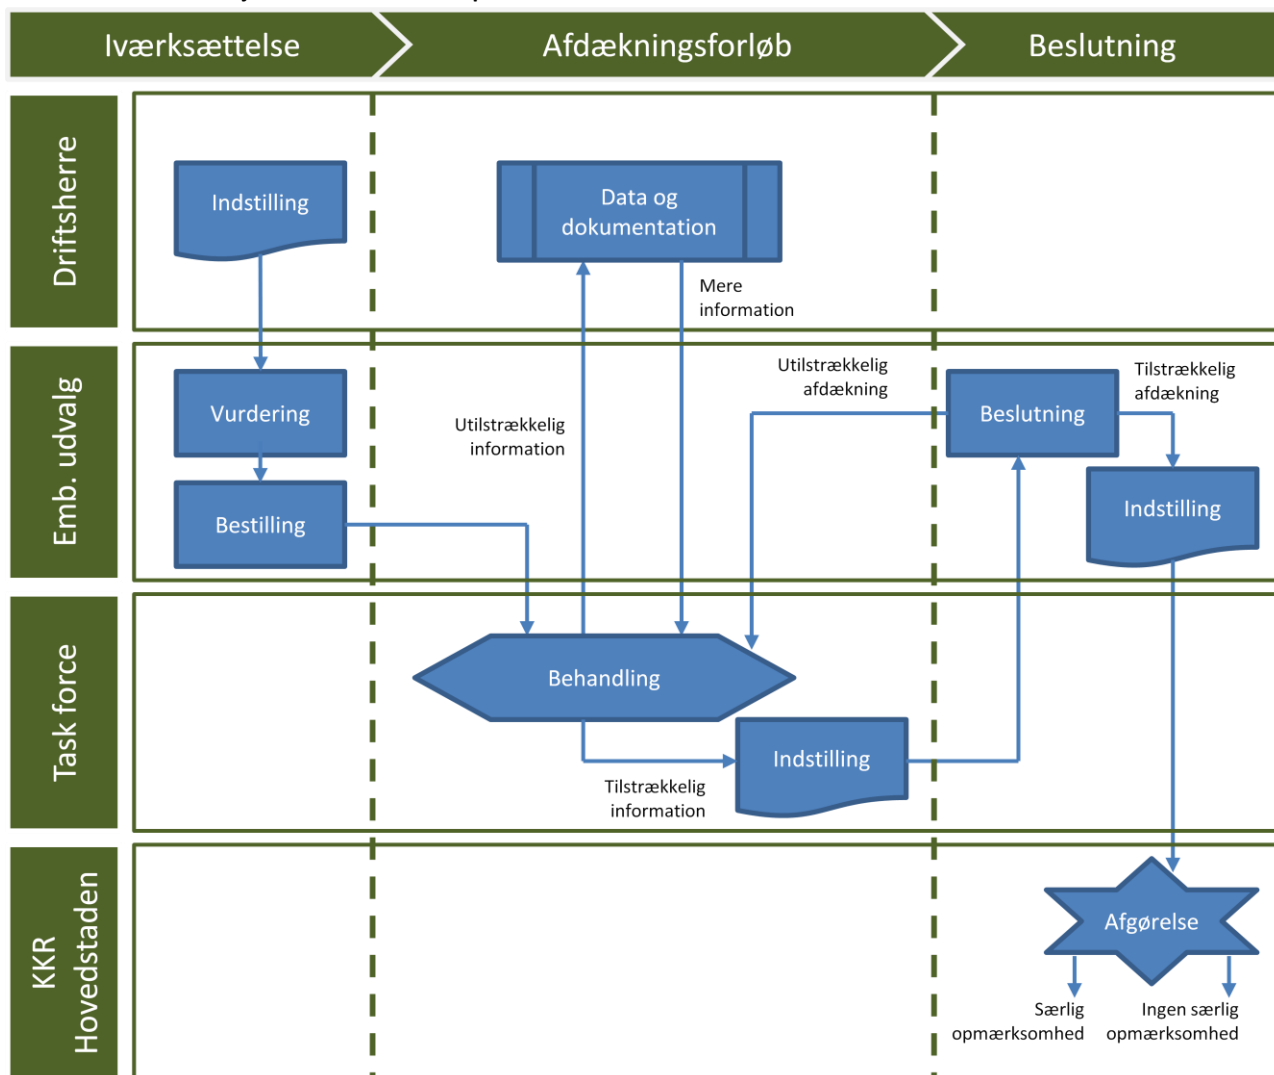 Iværksættelse
Afdækningsforløb
Beslutning
Driftsherre
Indstilling
Data og
dokumentation
Mere
information
Emb. udvalg
Vurdering
Bestilling
Utilstrækkelig
information
Utilstrækkelig
afdækning
Beslutning
Tilstrækkelig
afdækning
Indstilling
Task force
Behandling
Tilstrækkelig
information
Indstilling
KKR
Hovedstaden
Afgørelse
Særlig
opmærksomhed
Ingen særlig
opmærksomhed